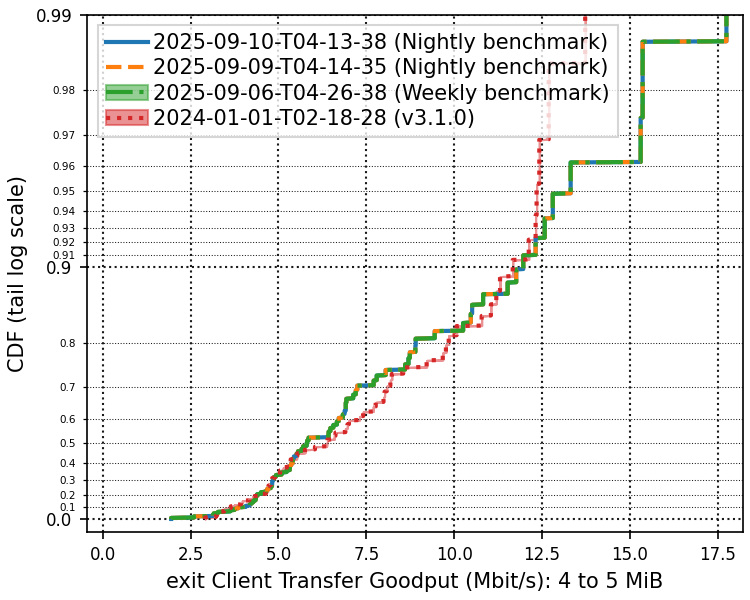 0.99
2025-09-10-T04-13-38 (Nightly benchmark)
2025-09-09-T04-14-35 (Nightly benchmark)
2025-09-06-T04-26-38 (Weekly benchmark)
2024-01-01-T02-18-28 (v3.1.0)
0.98
0.97
0.96
0.95
0.94
0.93
0.92
0.91
0.9
0.8
0.7
0.6
0.5
0.4
0.3
0.2
0.1
0.0
CDF (tail log scale)
0.0 2.5 5.0 7.5 10.0 12.5 15.0 17.5
exit Client Transfer Goodput (Mbit/s): 4 to 5 MiB